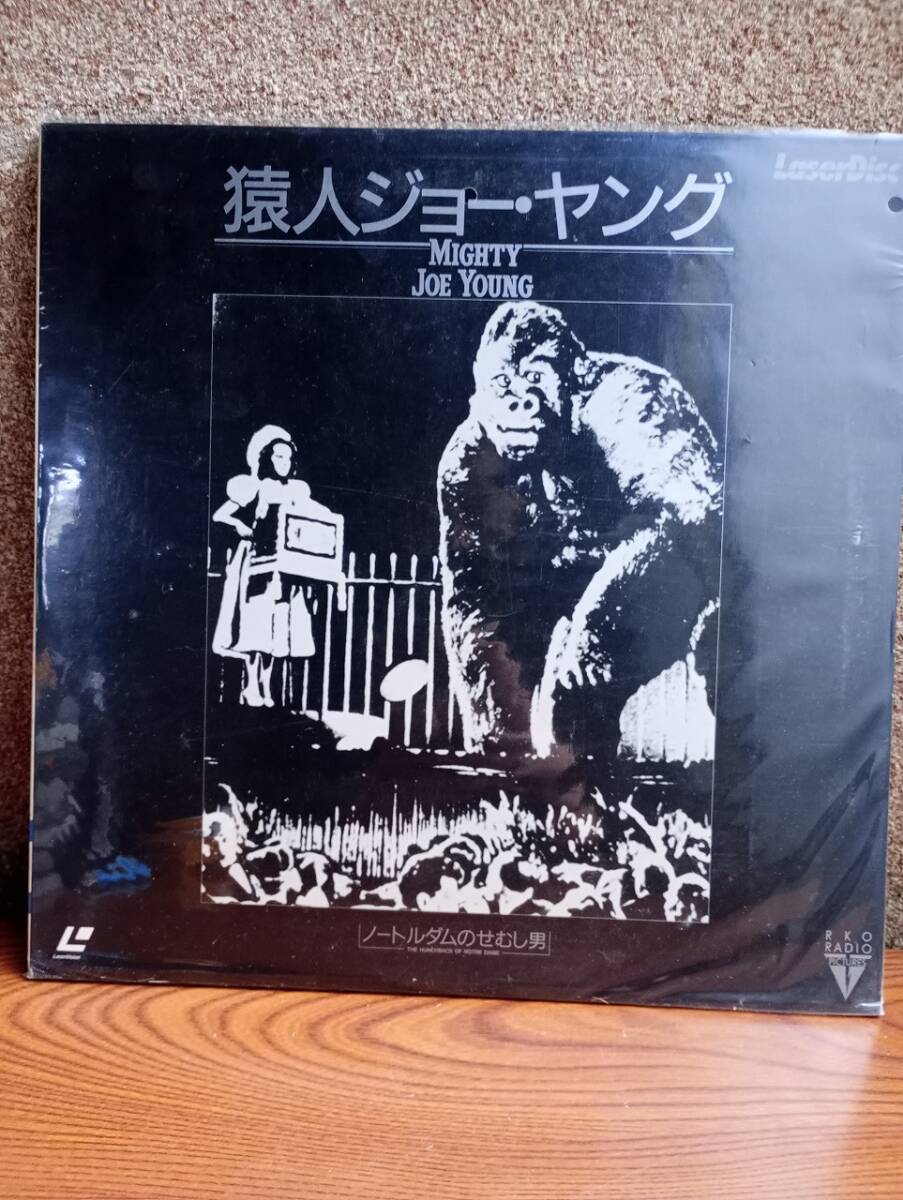 LaserDisc
猿人ジョー・ヤング
MIGHTY
JOE YOUNG
ノートルダムのせむし男
THE HUNCHBACK OF NOTRE DAME
LaserVision
RKO
RADIO
PICTURES